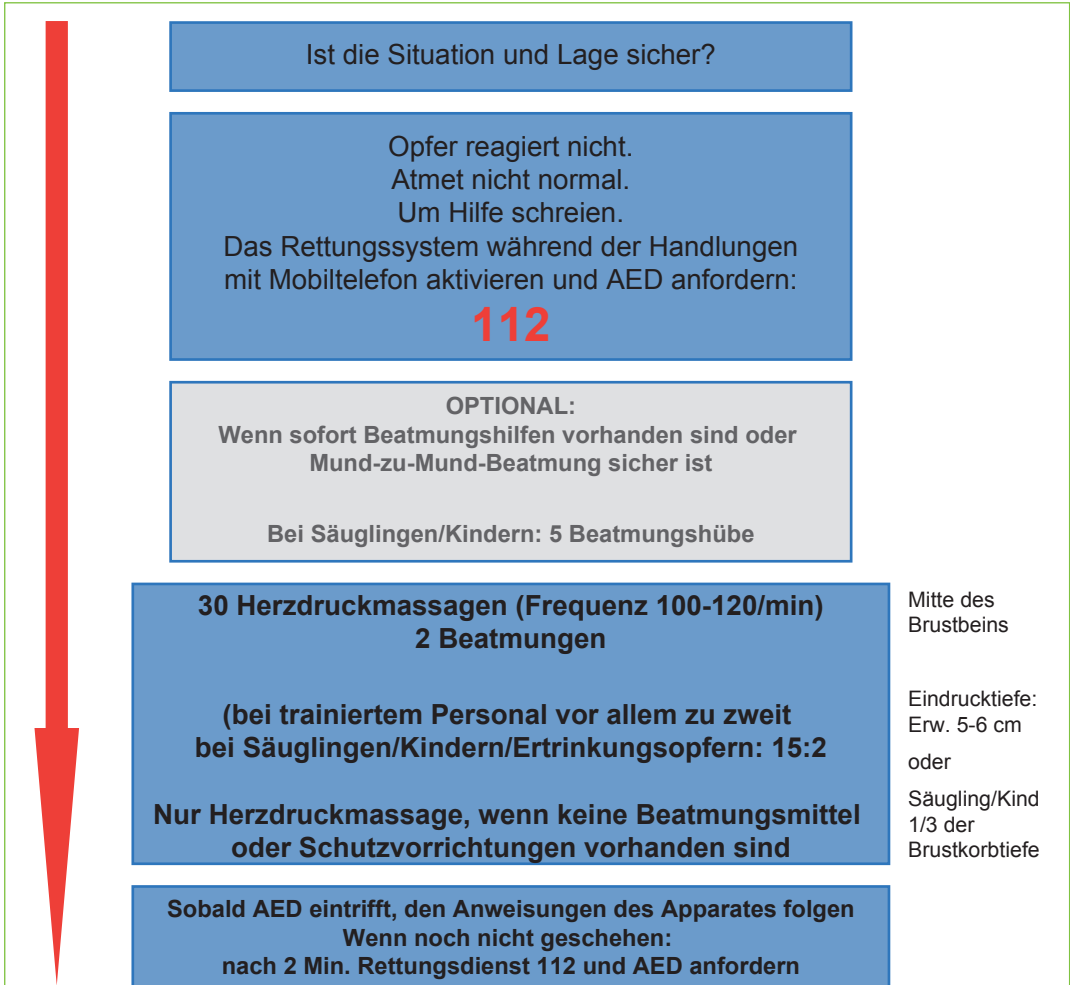 Ist die Situation und Lage sicher?
Opfer reagiert nicht.
Atmet nicht normal.
Um Hilfe schreien.
Das Rettungssystem während der Handlungen
mit Mobiltelefon aktivieren und AED anfordern:
112
OPTIONAL:
Wenn sofort Beatmungshilfen vorhanden sind oder
Mund-zu-Mund-Beatmung sicher ist
Bei Säuglingen/Kindern: 5 Beatmungshübe
30 Herzdruckmassagen (Frequenz 100-120/min)
2 Beatmungen
(bei trainiertem Personal vor allem zu zweit
bei Säuglingen/Kindern/Ertrinkungsopfern: 15:2
Nur Herzdruckmassage, wenn keine Beatmungsmittel
oder Schutzvorrichtungen vorhanden sind
Mitte des
Brustbeins
Eindrucktiefe:
Erw. 5-6 cm
oder
Säugling/Kind
1/3 der
Brustkorbtiefe
Sobald AED eintrifft, den Anweisungen des Apparates folgen
Wenn noch nicht geschehen:
nach 2 Min. Rettungsdienst 112 und AED anfordern